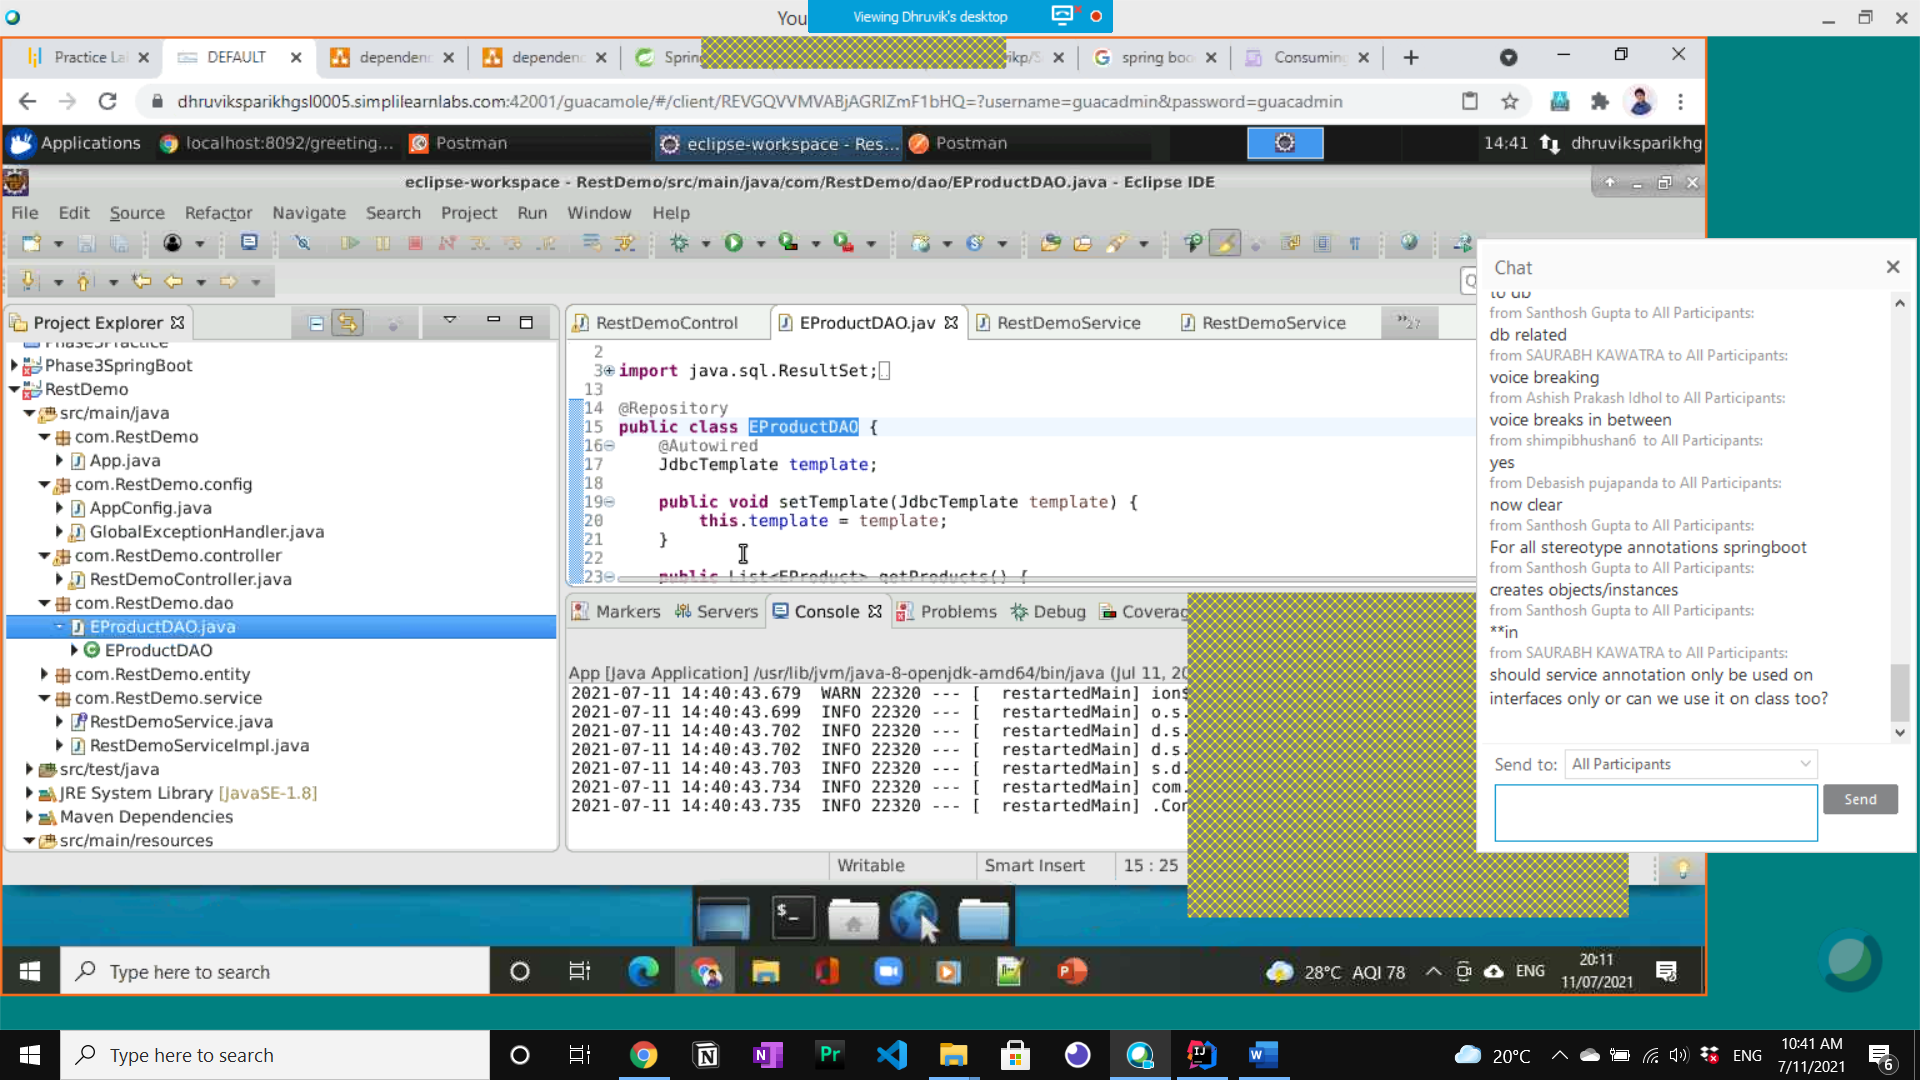 You
Viewing Dhruvik's desktop
Practice La
DEFAULT
dependen
dependen
Spring
ikp/S
spring boo
Consuming
dhruviksparikhgsl0005.simplilearnlabs.com:42001/guacamole/#/client/REVGQVVMVABjAGRlZmF1bHQ=?username=guacadmin&password=guacadmin
Applications
localhost:8092/greeting...
Postman
eclipse-workspace - Res...
Postman
14:41
dhruviksparikhg
eclipse-workspace - RestDemo/src/main/java/com/RestDemo/dao/EProductDAO.java - Eclipse IDE
File Edit Source Refactor Navigate Search Project Run Window Help
Project Explorer
Phase3Practice
Phase3SpringBoot
RestDemo
src/main/java
com.RestDemo
App.java
com.RestDemo.config
AppConfig.java
GlobalExceptionHandler.java
com.RestDemo.controller
RestDemoController.java
com.RestDemo.dao
EProductDAO.java
EProductDAO
com.RestDemo.entity
com.RestDemo.service
RestDemoService.java
RestDemoServiceImpl.java
src/test/java
JRE System Library [JavaSE-1.8]
Maven Dependencies
src/main/resources
RestDemoControl
EProductDAO.jav
RestDemoService
RestDemoService
»27
2
3 import java.sql.ResultSet;
13
14 @Repository
15 public class EProductDAO {
16 @Autowired
17 JdbcTemplate template;
18
19 public void setTemplate(JdbcTemplate template) {
20 this.template = template;
21 }
22
23 public List<EProduct> getProducts() {
Markers Servers Console Problems Debug Coverag
App [Java Application] /usr/lib/jvm/java-8-openjdk-amd64/bin/java (Jul 11, 20
2021-07-11 14:40:43.679 WARN 22320 --- [ restartedMain] ion$
2021-07-11 14:40:43.699 INFO 22320 --- [ restartedMain] o.s.
2021-07-11 14:40:43.702 INFO 22320 --- [ restartedMain] d.s.
2021-07-11 14:40:43.702 INFO 22320 --- [ restartedMain] d.s.
2021-07-11 14:40:43.703 INFO 22320 --- [ restartedMain] s.d.
2021-07-11 14:40:43.734 INFO 22320 --- [ restartedMain] com.
2021-07-11 14:40:43.735 INFO 22320 --- [ restartedMain] .Con
Writable
Smart Insert
15 : 25
Chat
to db
from Santhosh Gupta to All Participants:
db related
from SAURABH KAWATRA to All Participants:
voice breaking
from Ashish Prakash Idhol to All Participants:
voice breaks in between
from shimpibhushan6 to All Participants:
yes
from Debasish pujapanda to All Participants:
now clear
from Santhosh Gupta to All Participants:
For all stereotype annotations springboot
from Santhosh Gupta to All Participants:
creates objects/instances
from Santhosh Gupta to All Participants:
**in
from SAURABH KAWATRA to All Participants:
should service annotation only be used on
interfaces only or can we use it on class too?
Send to: All Participants
Send
Type here to search
28°C AQI 78
ENG
20:11
11/07/2021
Type here to search
20°C
ENG
10:41 AM
7/11/2021
6